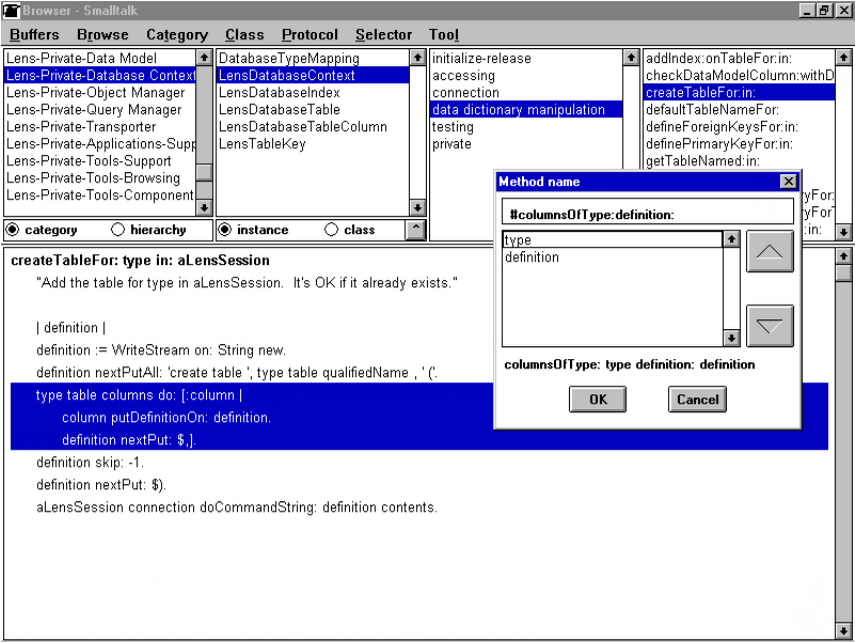 Browser - Smalltalk
Buffers Browse Category Class Protocol Selector Tool
Lens-Private-Data Model
Lens-Private-Database Context
Lens-Private-Object Manager
Lens-Private-Query Manager
Lens-Private-Transporter
Lens-Private-Applications-Supp
Lens-Private-Tools-Support
Lens-Private-Tools-Browsing
Lens-Private-Tools-Component
category hierarchy
DatabaseTypeMapping
LensDatabaseContext
LensDatabaseIndex
LensDatabaseTable
LensDatabaseTableColumn
LensTableKey
instance class
initialize-release
accessing
connection
data dictionary manipulation
testing
private
addIndex:onTableFor:in:
checkDataModelColumn:withD
createTableFor:in:
defaultTableNameFor:
defineForeignKeysFor:in:
definePrimaryKeyFor:in:
getTableNamed:in:
yFor:
yForT
:in:
Method name
#columnsOfType:definition:
type
definition
columnsOfType: type definition: definition
OK Cancel
createTableFor: type in: aLensSession
"Add the table for type in aLensSession. It's OK if it already exists."
| definition |
definition := WriteStream on: String new.
definition nextPutAll: 'create table ', type table qualifiedName , ' ('.
type table columns do: [:column |
column putDefinitionOn: definition.
definition nextPut: $,].
definition skip: -1.
definition nextPut: $).
aLensSession connection doCommandString: definition contents.